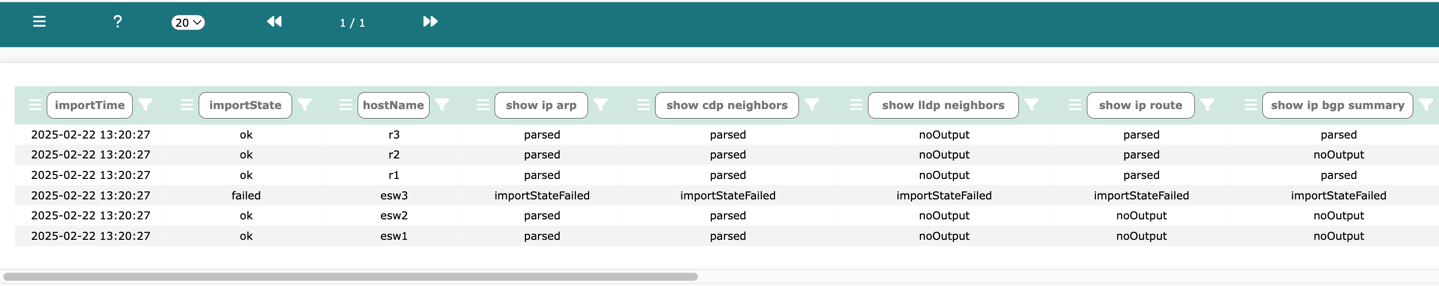 ? 20 1 / 1
importTime importState hostName show ip arp show cdp neighbors show lldp neighbors show ip route show ip bgp summary
2025-02-22 13:20:27 ok r3 parsed parsed noOutput parsed parsed
2025-02-22 13:20:27 ok r2 parsed parsed noOutput parsed noOutput
2025-02-22 13:20:27 ok r1 parsed parsed noOutput parsed parsed
2025-02-22 13:20:27 failed esw3 importStateFailed importStateFailed importStateFailed importStateFailed importStateFailed
2025-02-22 13:20:27 ok esw2 parsed parsed noOutput noOutput noOutput
2025-02-22 13:20:27 ok esw1 parsed parsed noOutput noOutput noOutput